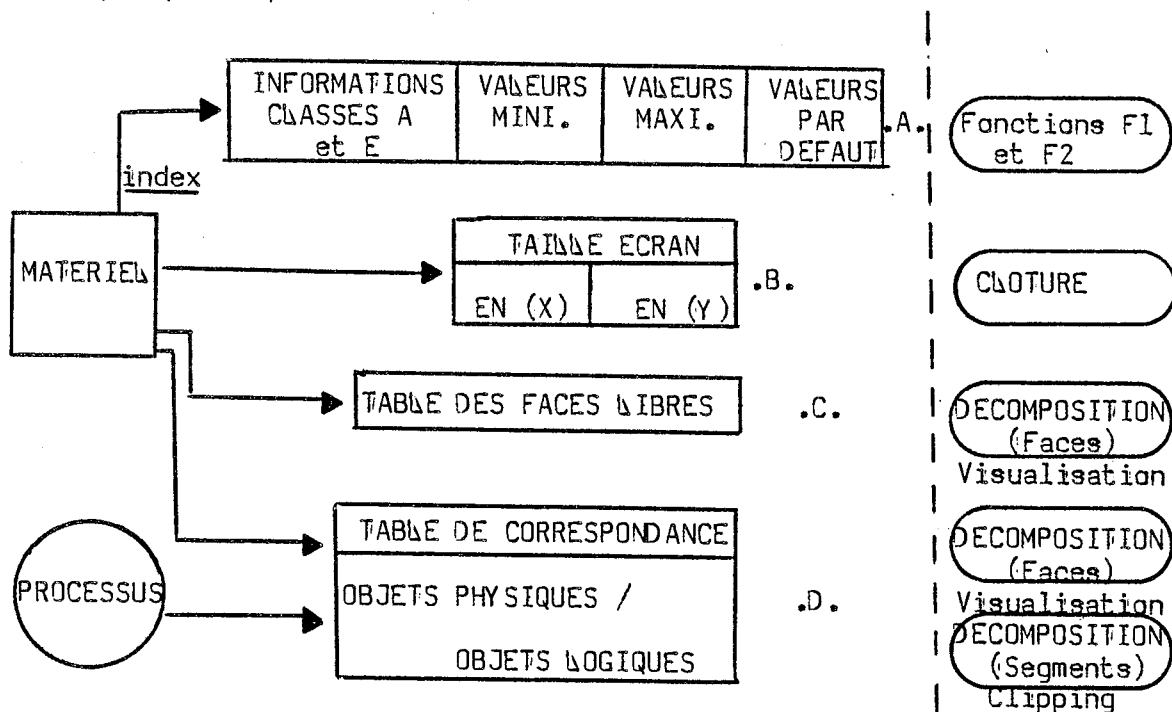 INFORMATIONS
CLASSES A
et E
VALEURS
MINI.
VALEURS
MAXI.
VALEURS
PAR
DEFAUT
.A.
Fonctions F1
et F2
index
MATERIEL
TAILLE ECRAN
EN (X)
EN (Y)
.B.
CLOTURE
TABLE DES FACES LIBRES
.C.
DECOMPOSITION
(Faces)
Visualisation
PROCESSUS
TABLE DE CORRESPONDANCE
OBJETS PHYSIQUES /
OBJETS LOGIQUES
.D.
DECOMPOSITION
(Faces)
Visualisation
DECOMPOSITION
(Segments)
Clipping